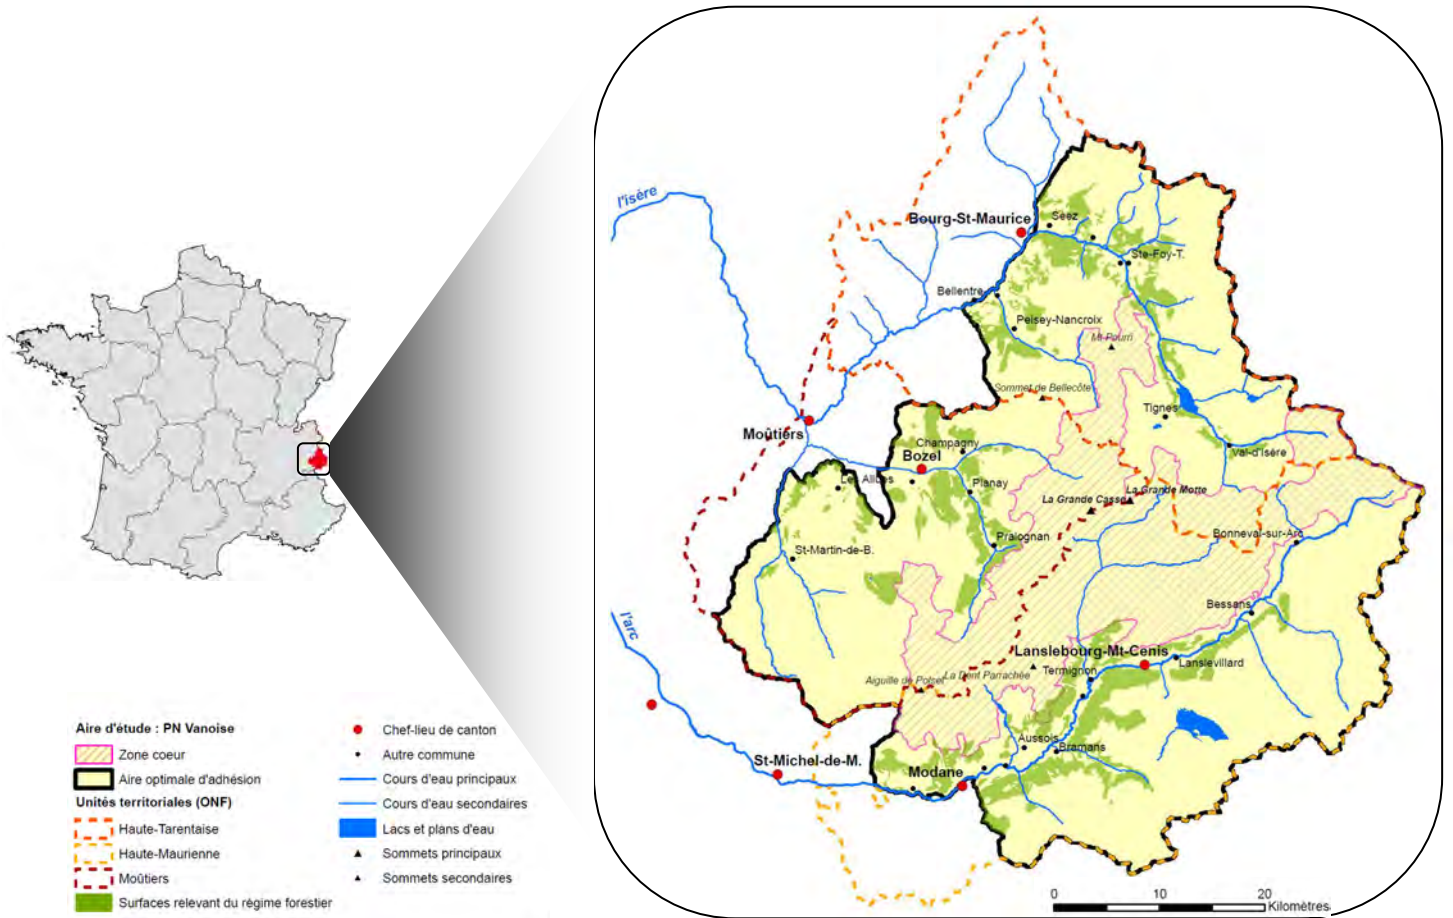 l'isère
Bourg-St-Maurice
Séez
Ste-Foy-T.
Bellentre
Peisey-Nancroix
Mt Pourri
Sommet de Bellecôte
Tignes
Moûtiers
Champagny
Bozel
Val-d'Isère
Les Allues
Planay
La Grande Casse
La Grande Motte
Pralognan
Bonneval-sur-Arc
St-Martin-de-B.
Bessans
l'arc
Lanslebourg-Mt-Cenis
Lanslevillard
Termignon
La Dent Parrachée
Aiguille de Polset
Aussois
Bramans
St-Michel-de-M.
Modane
Aire d'étude : PN Vanoise
Zone coeur
Aire optimale d'adhésion
Unités territoriales (ONF)
Haute-Tarentaise
Haute-Maurienne
Moûtiers
Surfaces relevant du régime forestier
Chef-lieu de canton
Autre commune
Cours d'eau principaux
Cours d'eau secondaires
Lacs et plans d'eau
Sommets principaux
Sommets secondaires
0 10 20
Kilomètres